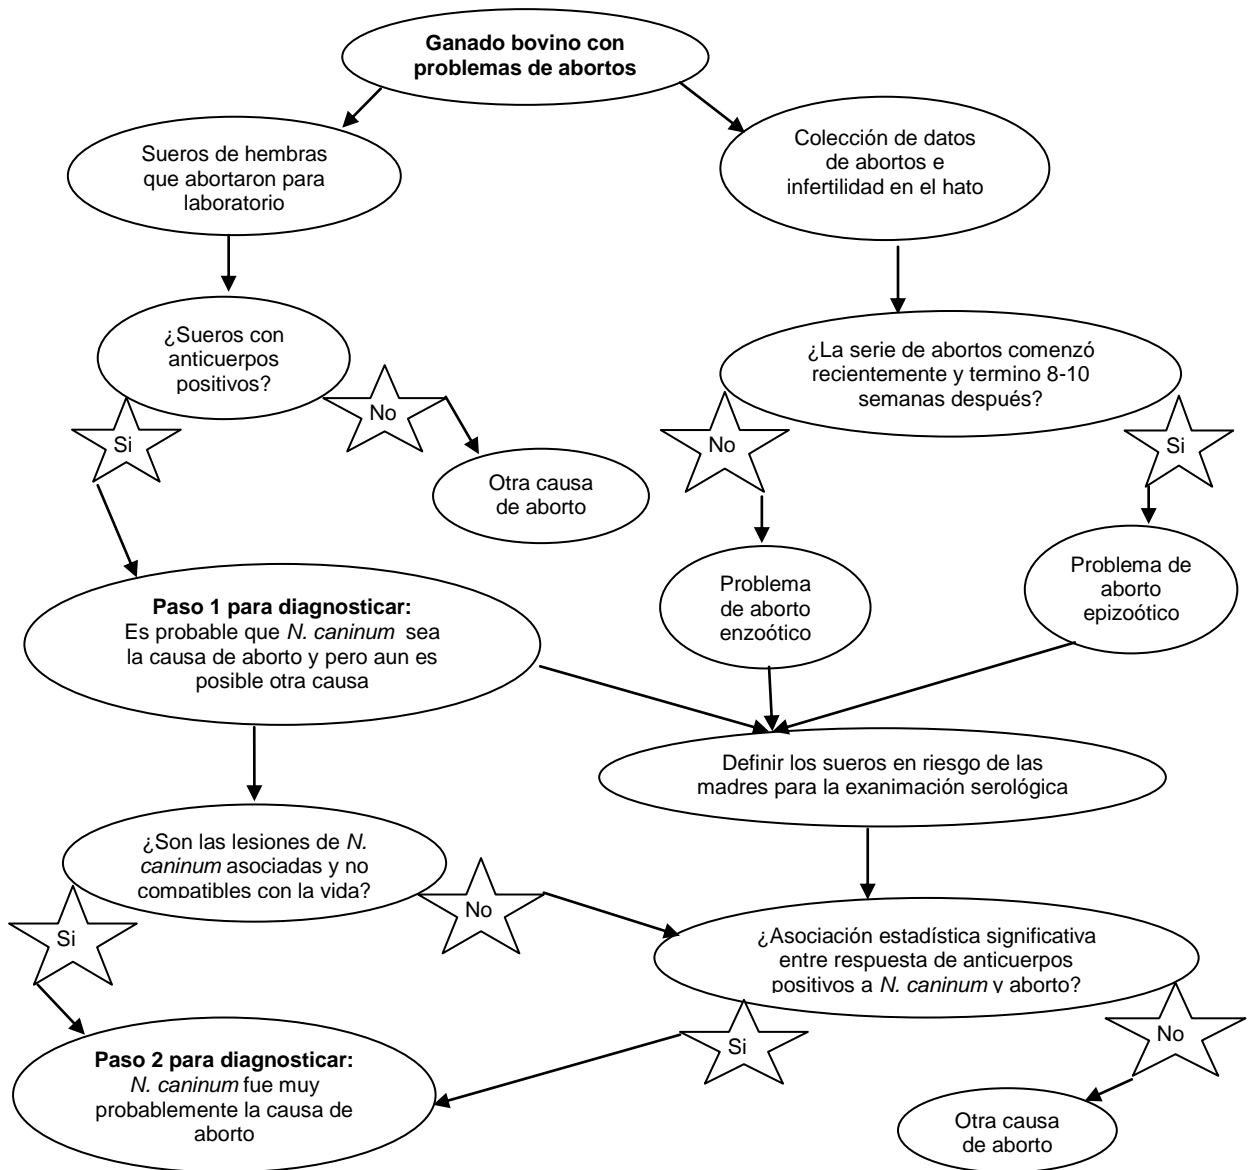 Ganado bovino con
problemas de abortos
Sueros de hembras
que abortaron para
laboratorio
Colección de datos
de abortos e
infertilidad en el hato
¿Sueros con
anticuerpos
positivos?
¿La serie de abortos comenzó
recientemente y termino 8-10
semanas después?
Si
No
No
Si
Otra causa
de aborto
Problema
de aborto
enzoótico
Problema de
aborto
epizoótico
Paso 1 para diagnosticar:
Es probable que N. caninum sea
la causa de aborto y pero aun es
posible otra causa
Definir los sueros en riesgo de las
madres para la exanimación serológica
¿Son las lesiones de N.
caninum asociadas y no
compatibles con la vida?
Si
No
¿Asociación estadística significativa
entre respuesta de anticuerpos
positivos a N. caninum y aborto?
Si
No
Paso 2 para diagnosticar:
N. caninum fue muy
probablemente la causa de
aborto
Otra causa
de aborto